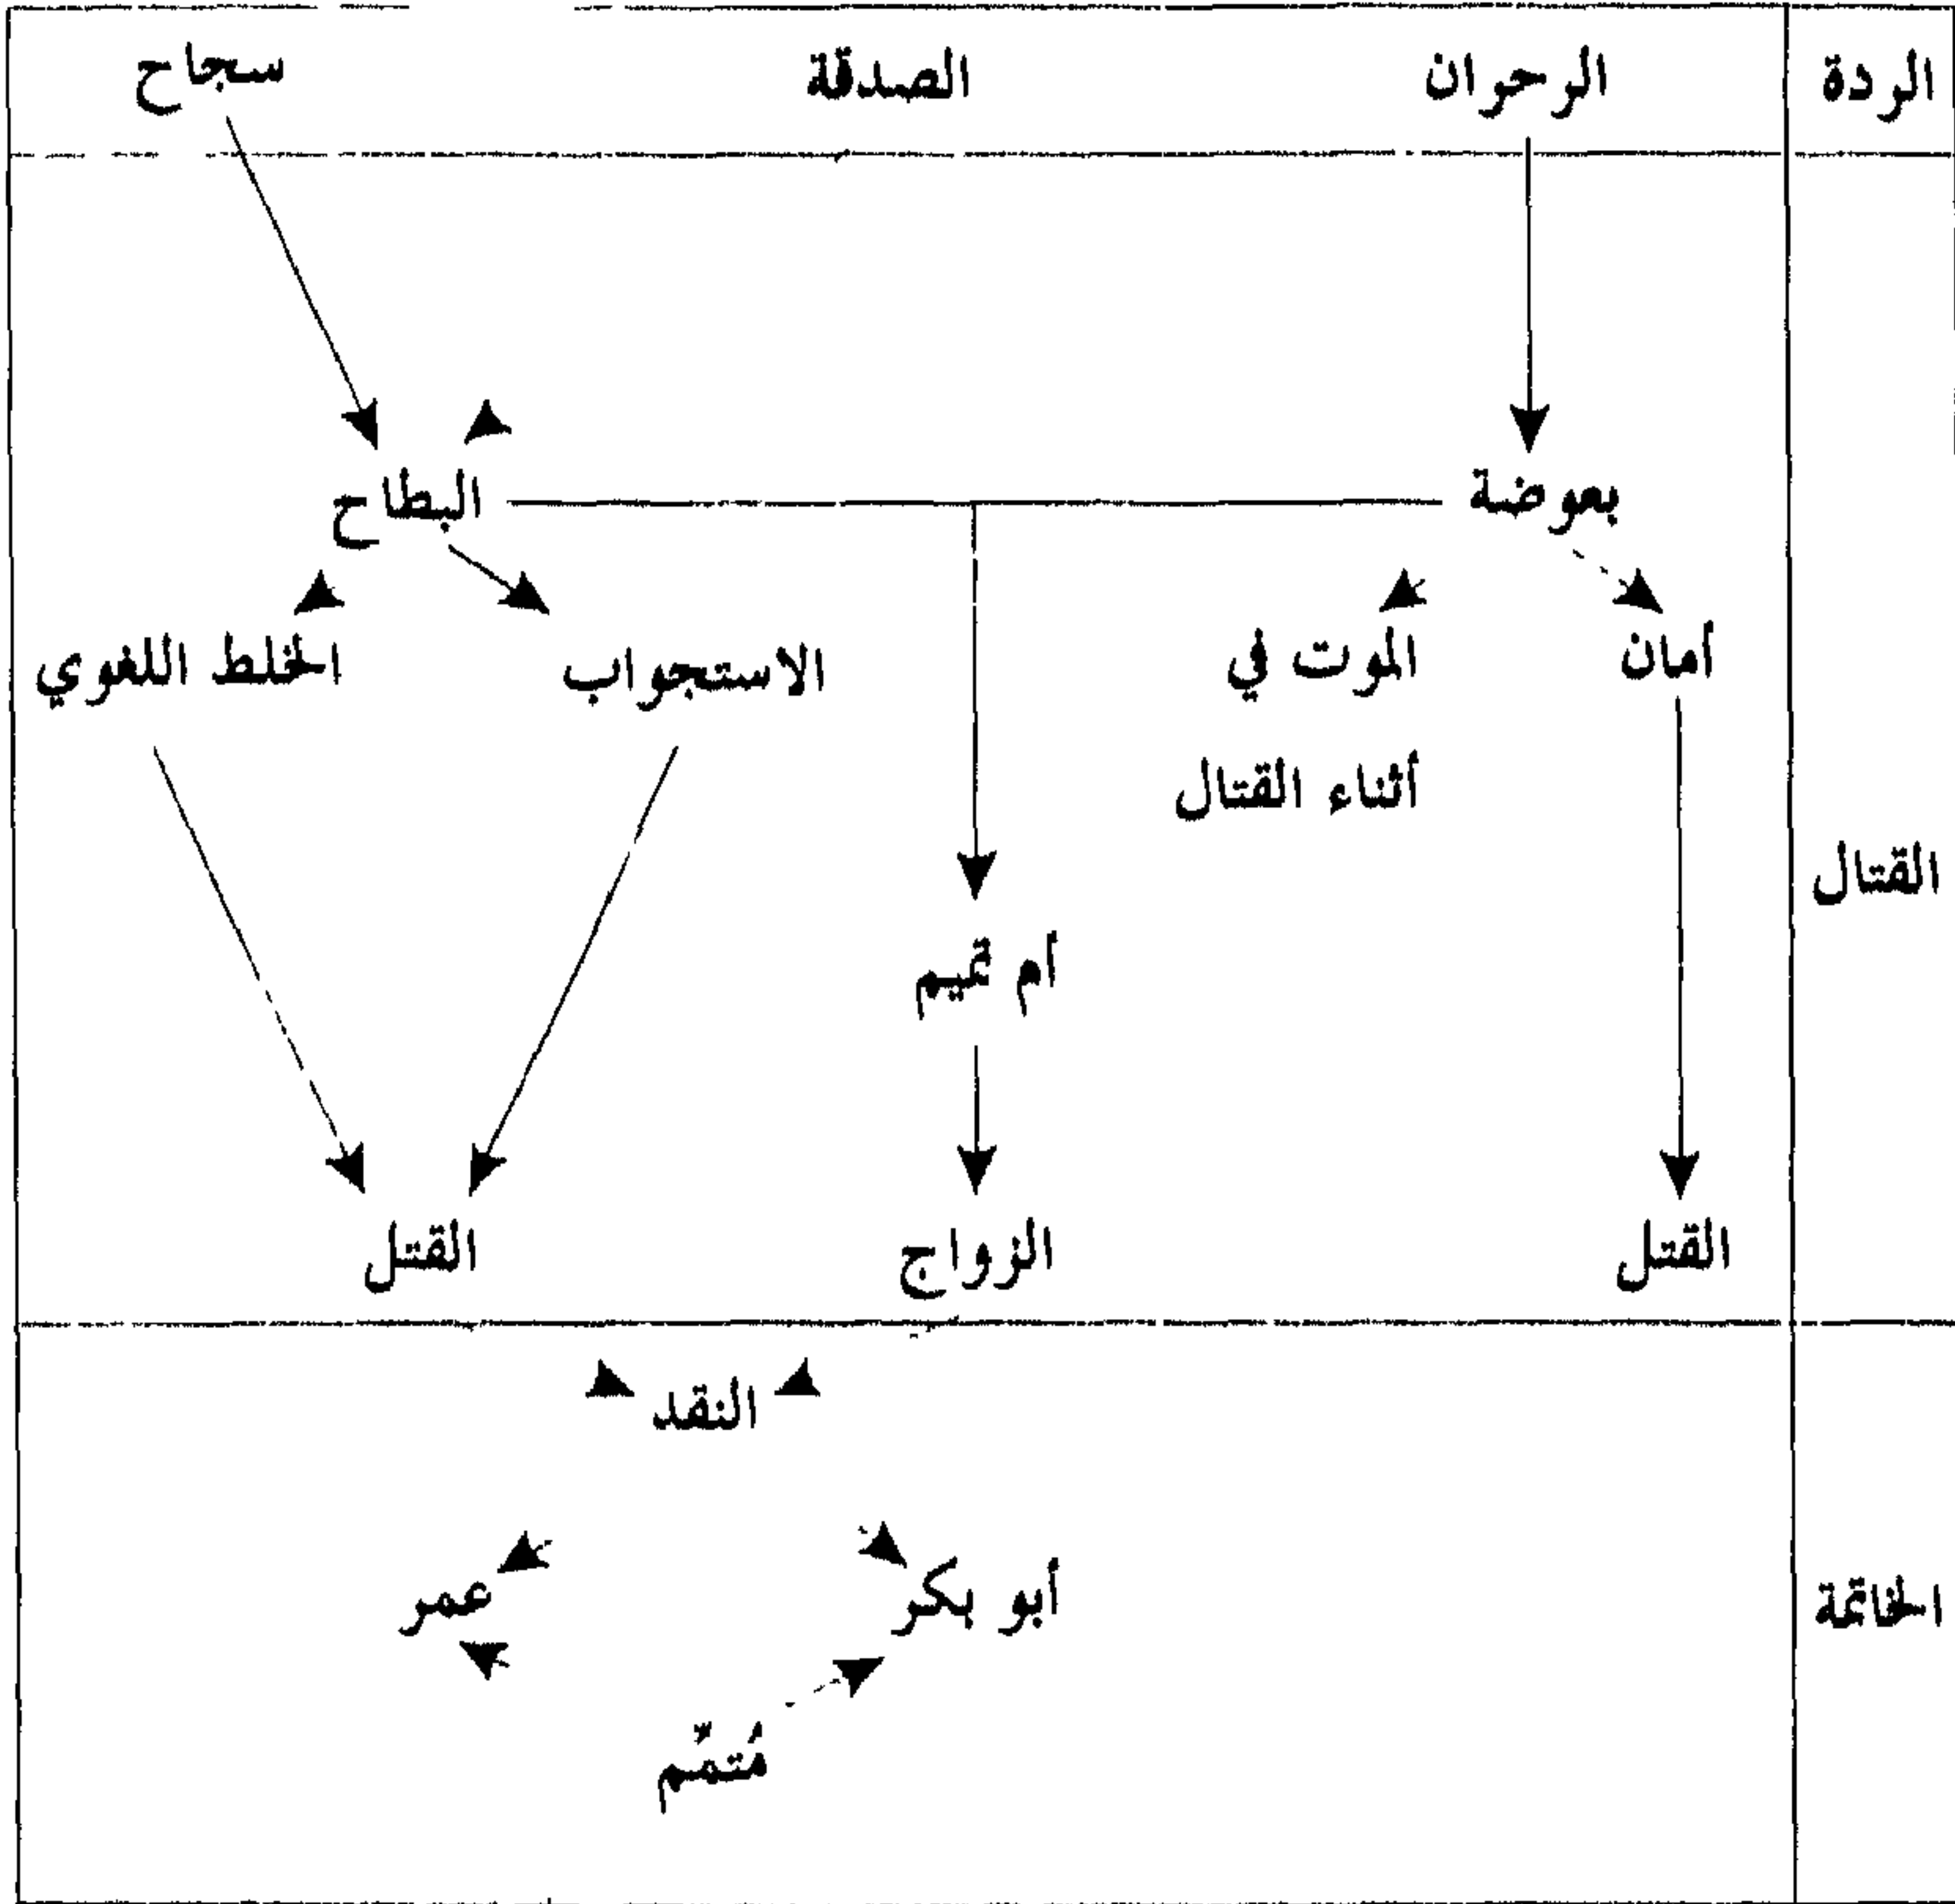 الردة الرحوان الصدقة سجاح
بعوضة البطاح
أمان الموت في الاستجواب الخلط اللغوي
أثناء القتال
القتال
أم تميم
القتل الزواج القتل
النقد
الخاتمة أبو بكر عمر
مُتمّم